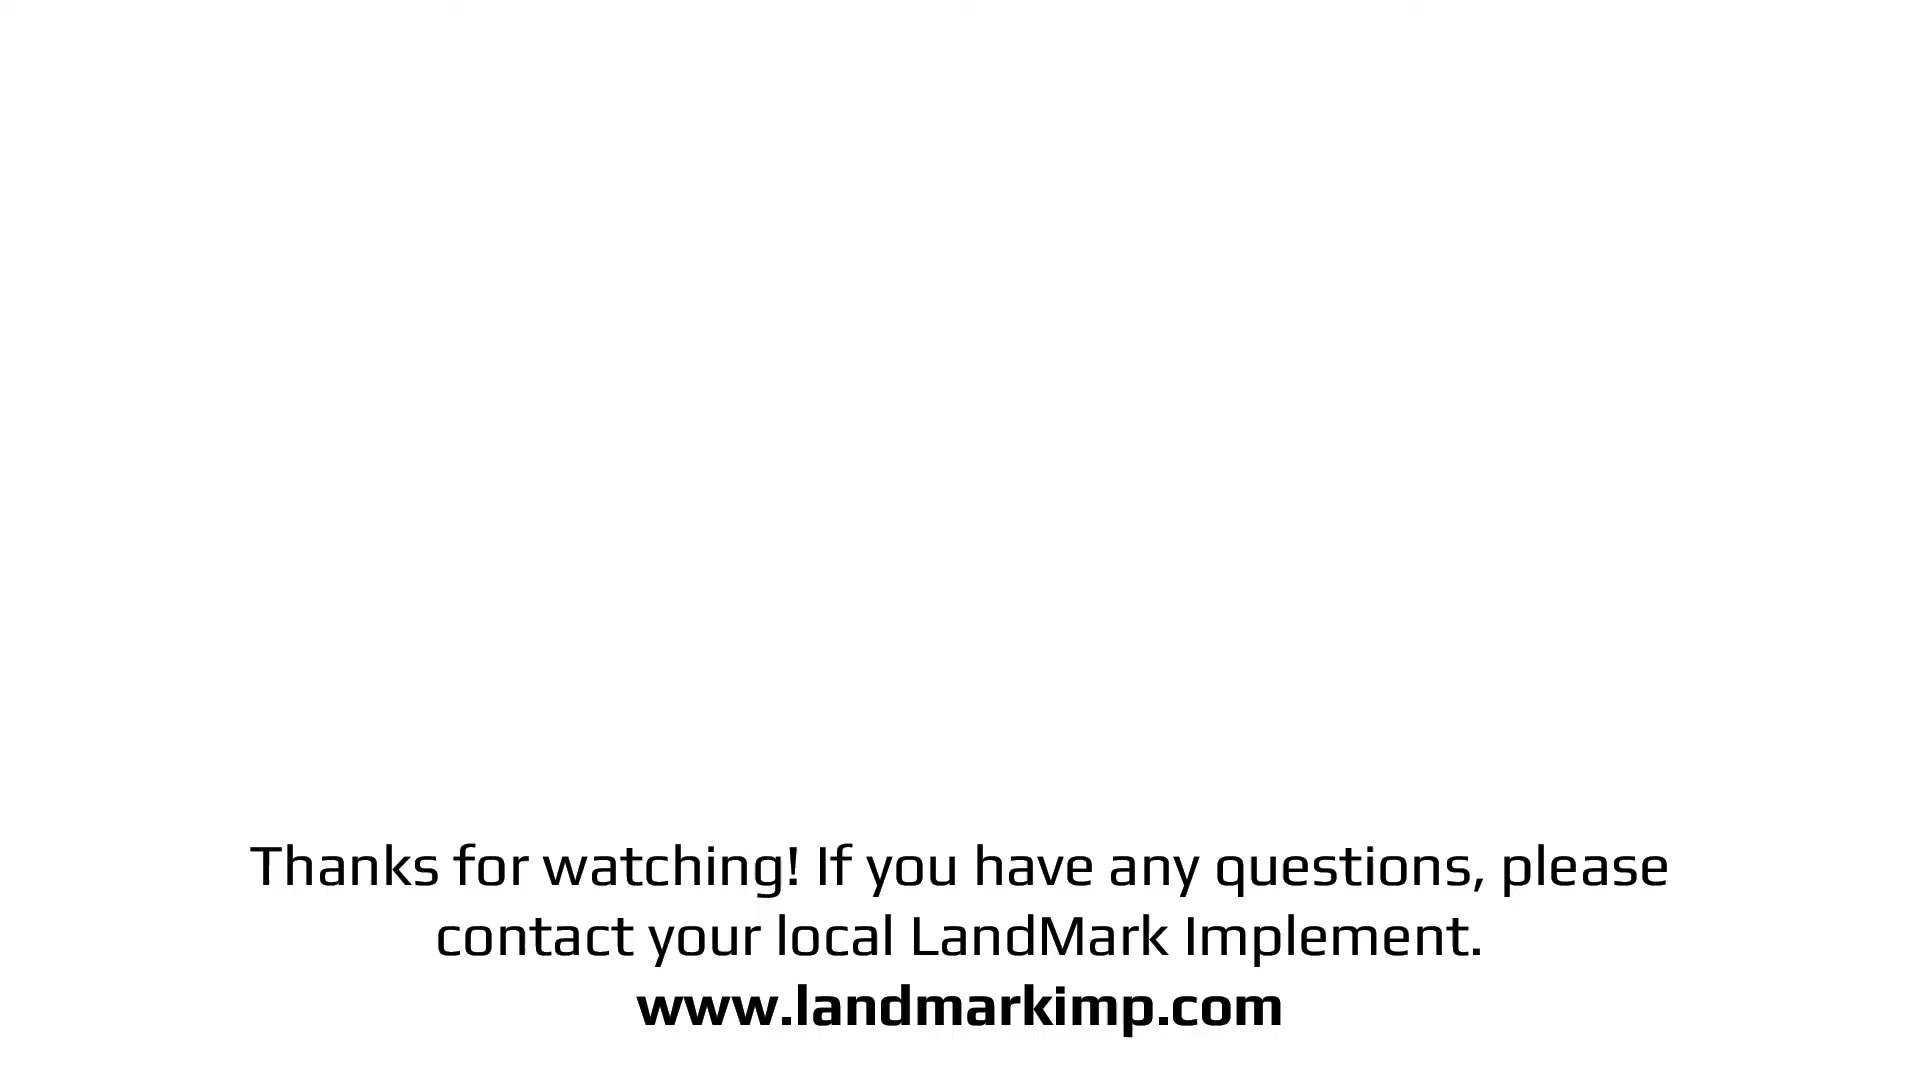 Thanks for watching! If you have any questions, please
contact your local LandMark Implement.
www.landmarkimp.com